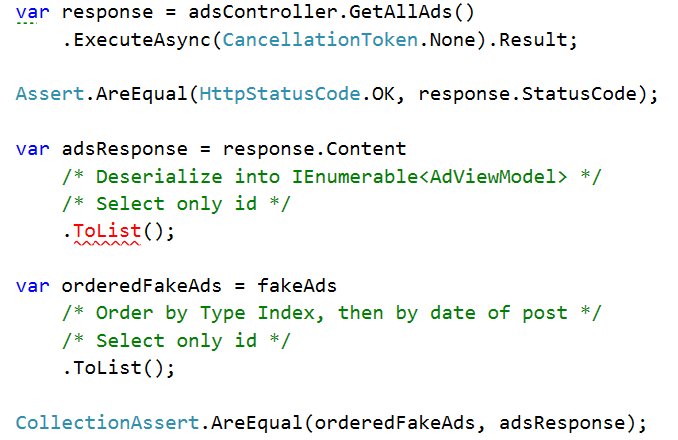 var response = adsController.GetAllAds()
    .ExecuteAsync(CancellationToken.None).Result;

Assert.AreEqual(HttpStatusCode.OK, response.StatusCode);

var adsResponse = response.Content
    /* Deserialize into IEnumerable<AdViewModel> */
    /* Select only id */
    .ToList();

var orderedFakeAds = fakeAds
    /* Order by Type Index, then by date of post */
    /* Select only id */
    .ToList();

CollectionAssert.AreEqual(orderedFakeAds, adsResponse);